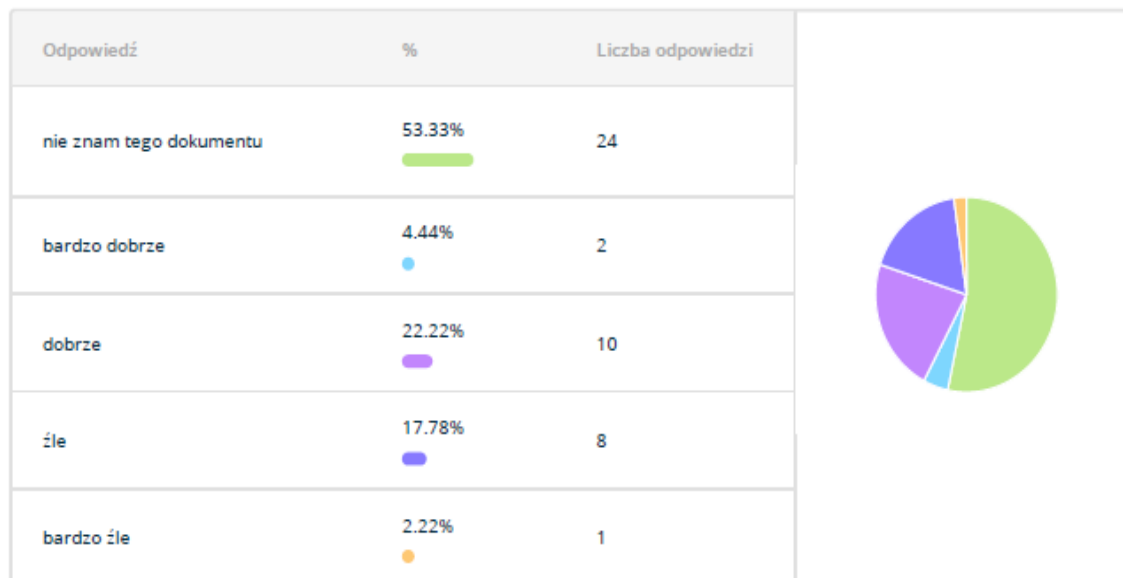 Odpowiedź % Liczba odpowiedzi
nie znam tego dokumentu 53.33% 24
bardzo dobrze 4.44% 2
dobrze 22.22% 10
źle 17.78% 8
bardzo źle 2.22% 1